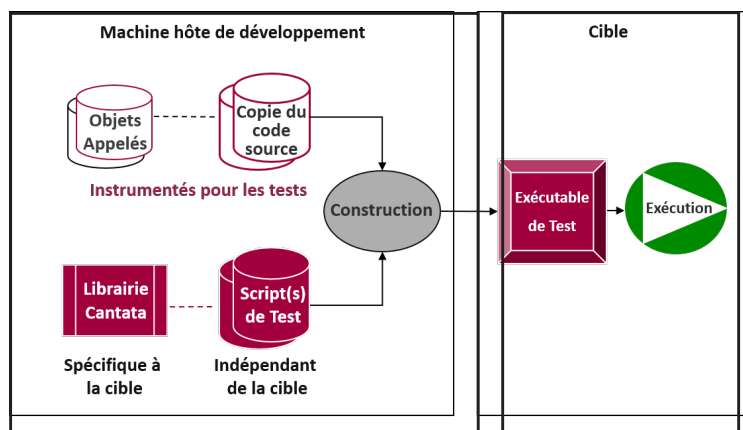 Machine hôte de développement
Cible
Objets
Appelés
Copie du
code
source
Instrumentés pour les tests
Construction
Exécutable
de Test
Exécution
Librairie
Cantata
Script(s)
de Test
Spécifique à
la cible
Indépendant
de la cible